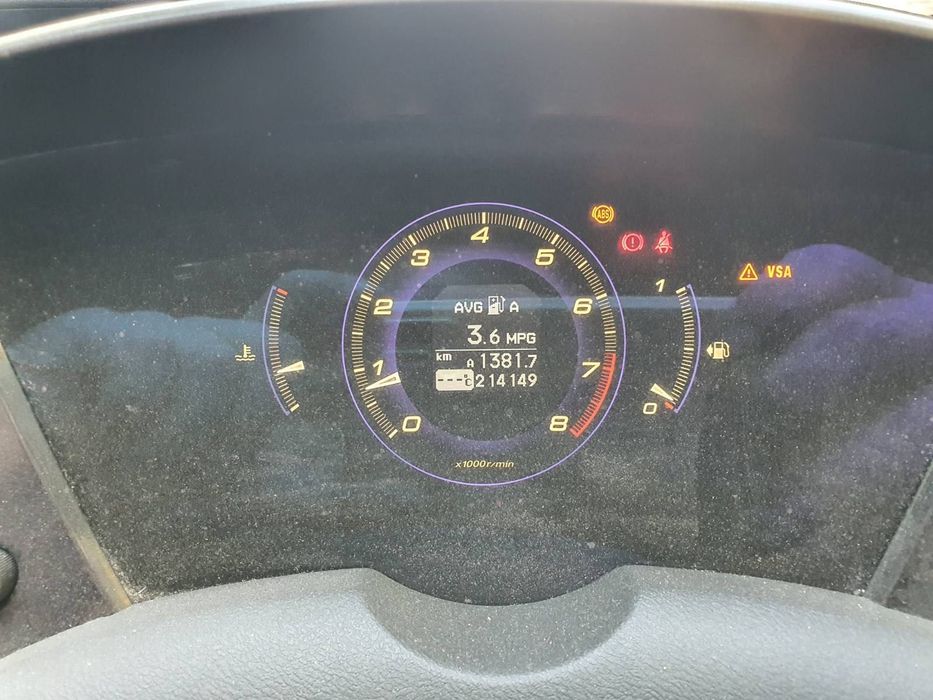 ABS
VSA
4
3
5
2
6
1
7
0
8
x1000r/min
AVG A
3.6 MPG
km
A 1381.7
---°C 214149
1
0